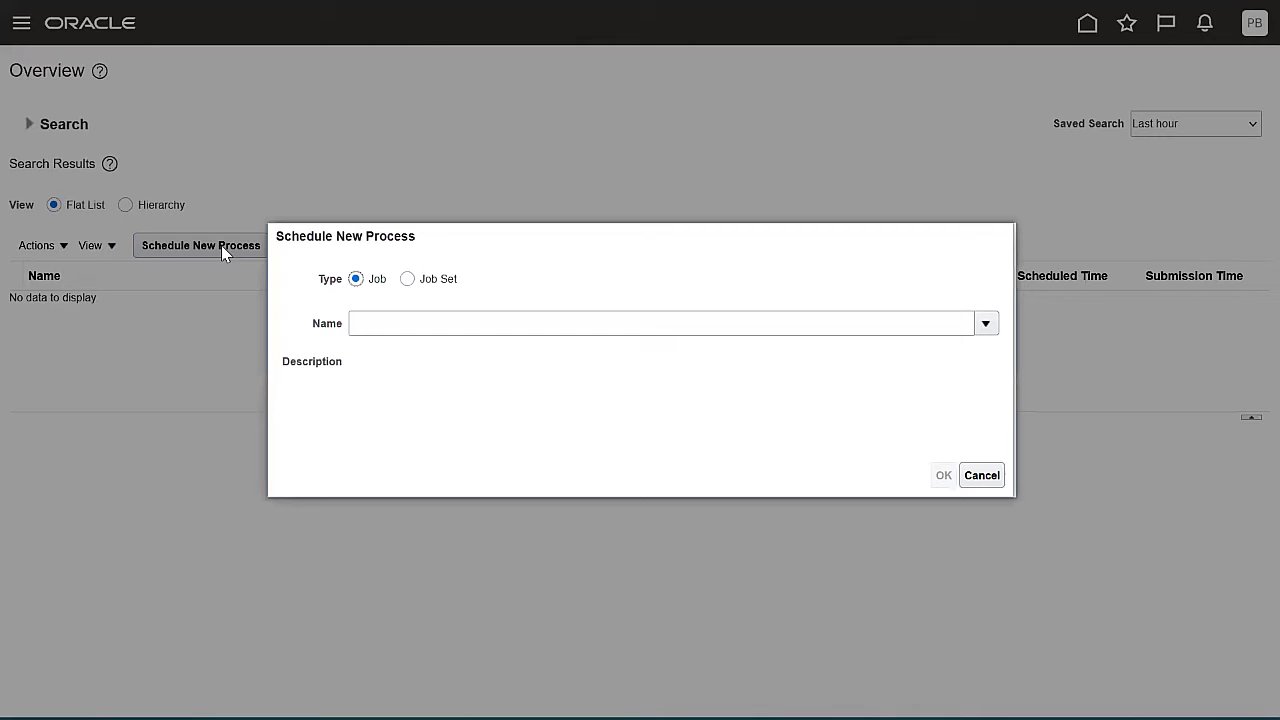 ORACLE
PB
Overview
Search
Saved Search Last hour
Search Results
View Flat List Hierarchy
Actions View Schedule New Process
Name Scheduled Time Submission Time
No data to display
Schedule New Process
Type Job Job Set
Name
Description
OK Cancel